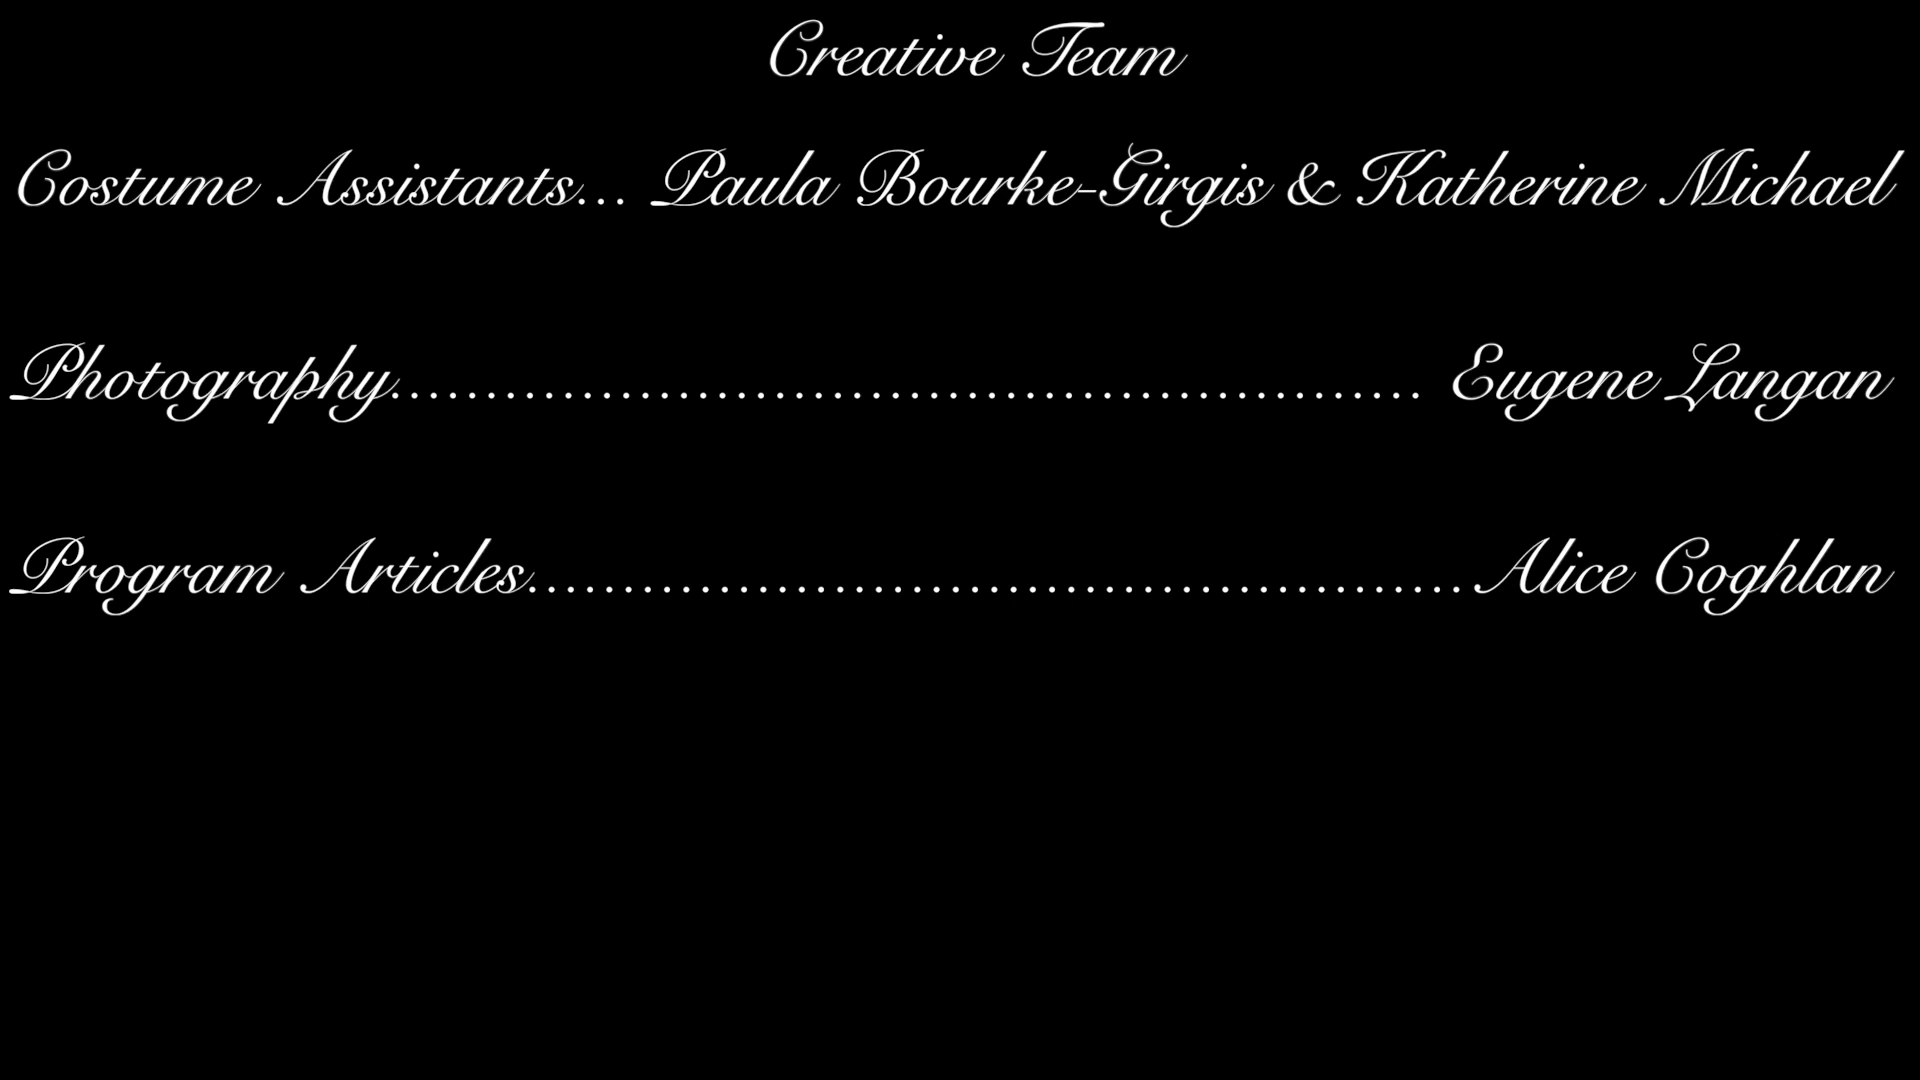 Creative Team
Costume Assistants... Paula Bourke-Girgis & Katherine Michael
Photography..................................................... Eugene Langan
Program Articles.................................................Alice Coghlan